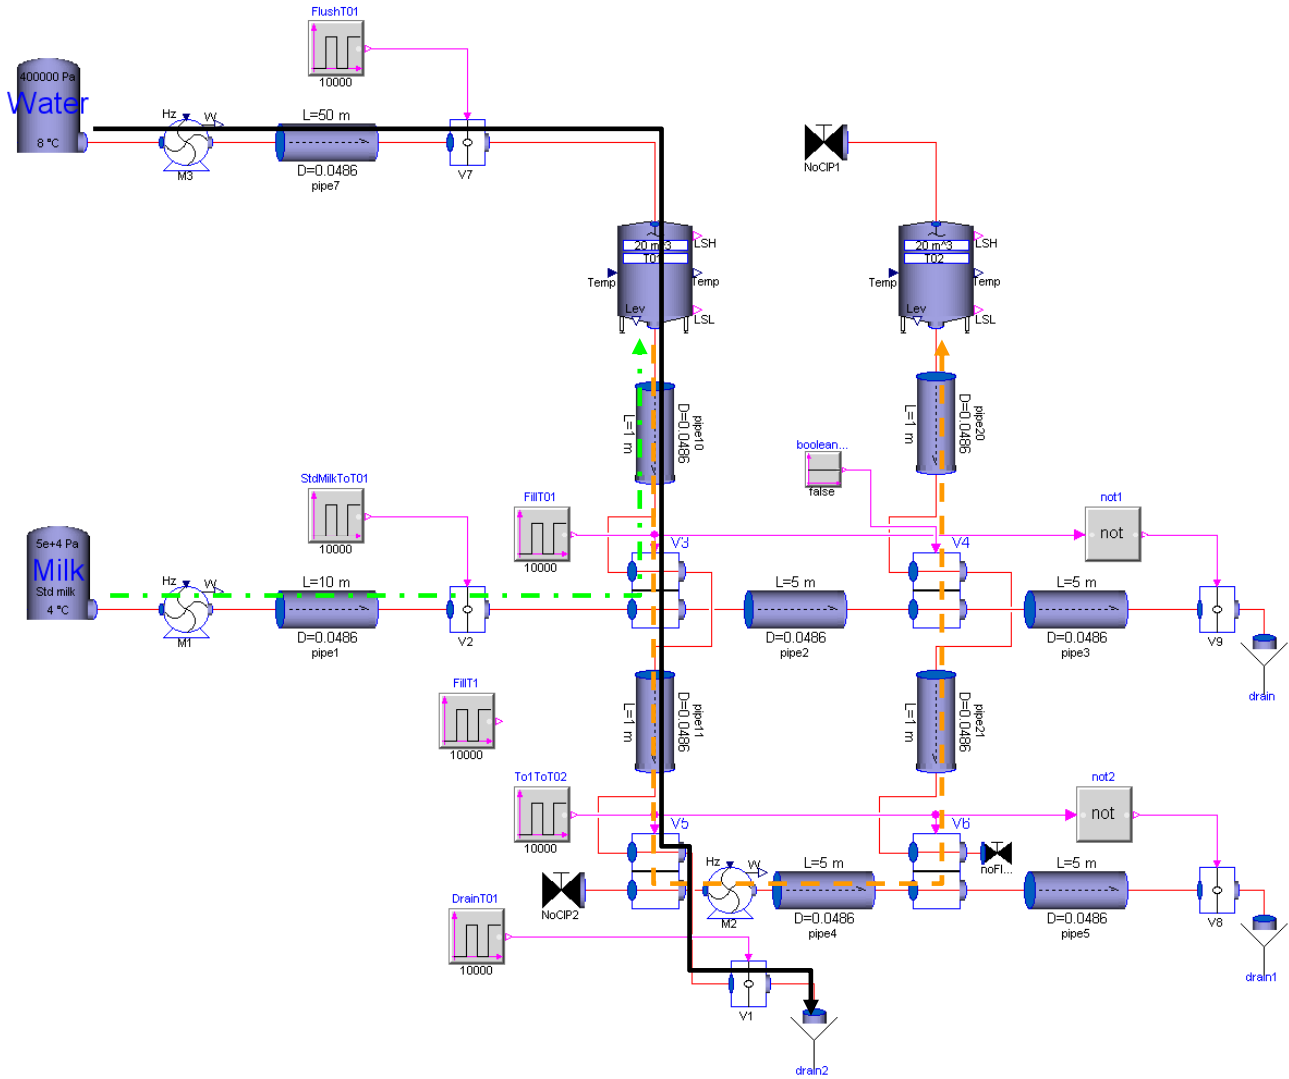 FlushT01
10000
400000 Pa
Water
8 °C
Hz
W
M3
L=50 m
D=0.0486
pipe7
V7
NoCIP1
20 m^3
T01
LSH
Temp
Temp
Lev
LSL
20 m^3
T02
LSH
Temp
Temp
Lev
LSL
pipe10
D=0.0486
L=1 m
pipe20
D=0.0486
L=1 m
boolean...
false
StdMilkToT01
10000
FillT01
10000
not1
not
5e+4 Pa
Milk
Std milk
4 °C
Hz
W
M1
L=10 m
D=0.0486
pipe1
V2
V3
L=5 m
D=0.0486
pipe2
V4
L=5 m
D=0.0486
pipe3
V9
drain
FillT1
10000
pipe11
D=0.0486
L=1 m
pipe21
D=0.0486
L=1 m
To1ToT02
10000
not2
not
V5
V6
noFl...
NoCIP2
Hz
W
M2
L=5 m
D=0.0486
pipe4
L=5 m
D=0.0486
pipe5
V8
drain1
DrainT01
10000
V1
drain2